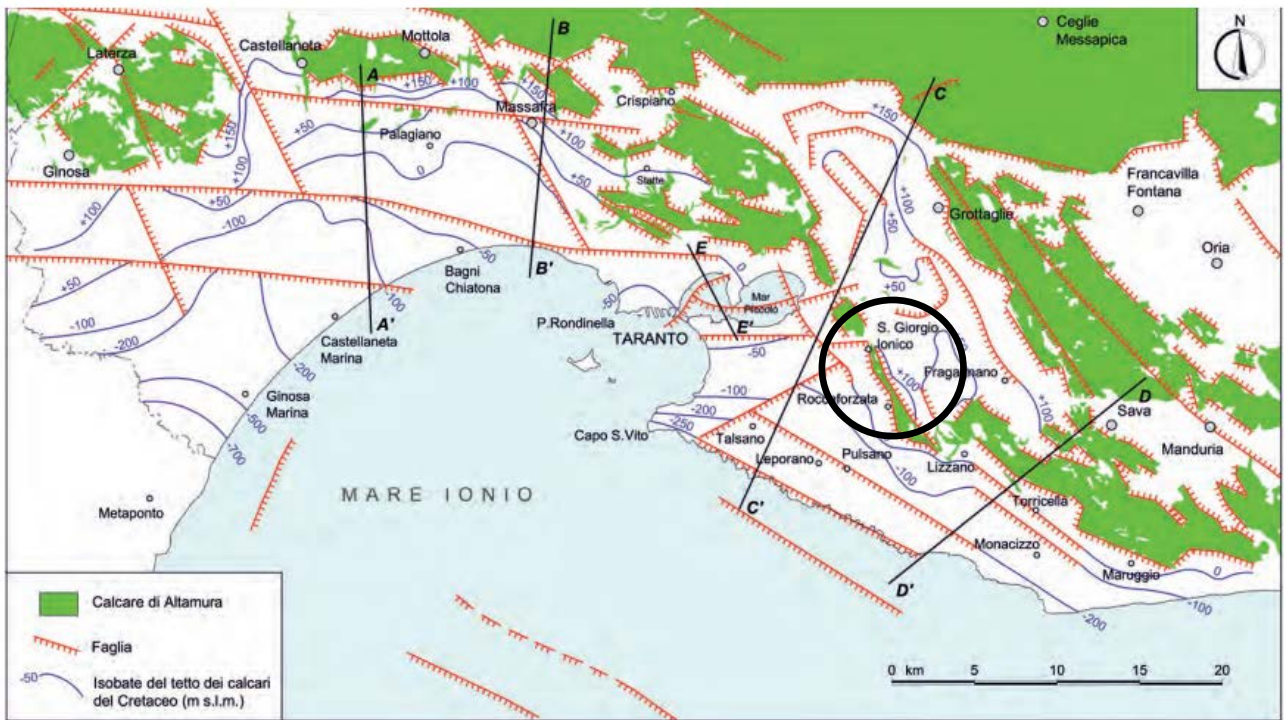 B
Ceglie
Messapica
N
Mottola
Castellaneta
Laterza
A
+150
+100
+150
C
Crispiano
Massafra
+150
+150
+50
Palagiano
+100
+100
0
Statte
Ginosa
+50
Francavilla
Fontana
+100
+50
-100
+100
+50
Grottaglie
Oria
E
0
-50
B'
Bagni
Chiatona
+50
-100
+50
-50
Mar
Piccolo
-100
A'
P.Rondinella
TARANTO
E'
S. Giorgio
Ionico
-200
Castellaneta
Marina
-50
Fragagnano
+100
D
-200
-100
Roccaforzata
+100
Sava
Ginosa
Marina
-500
-200
-250
Capo S.Vito
Talsano
Manduria
-700
Leporano
Pulsano
Lizzano
-100
MARE IONIO
C'
Torricella
Metaponto
Monacizzo
0
Maruggio
D'
-100
-200
Calcare di Altamura
Faglia
-50
Isobate del tetto dei calcari
del Cretaceo (m s.l.m.)
0 km 5 10 15 20